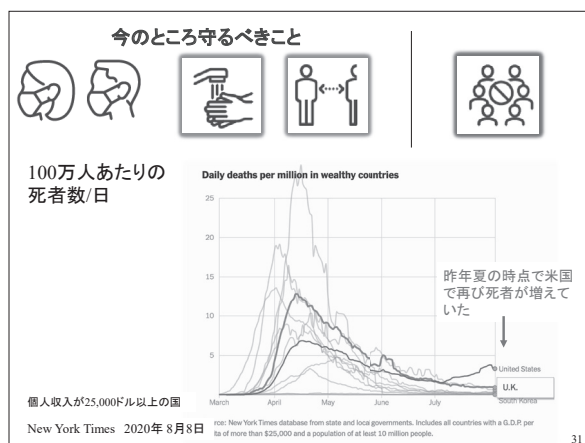 今のところ守るべきこと
100万人あたりの
死者数/日
Daily deaths per million in wealthy countries
25
20
15
10
5
昨年夏の時点で米国
で再び死者が増えて
いた
United States
U.K.
South Korea
March April May June July
個人収入が25,000ドル以上の国
New York Times 2020年 8月8日
rce: New York Times database from state and loca governments. Includes all countries with a G.D.P. per
ita of more than $25,000 and a population of at least 10 million people.
31